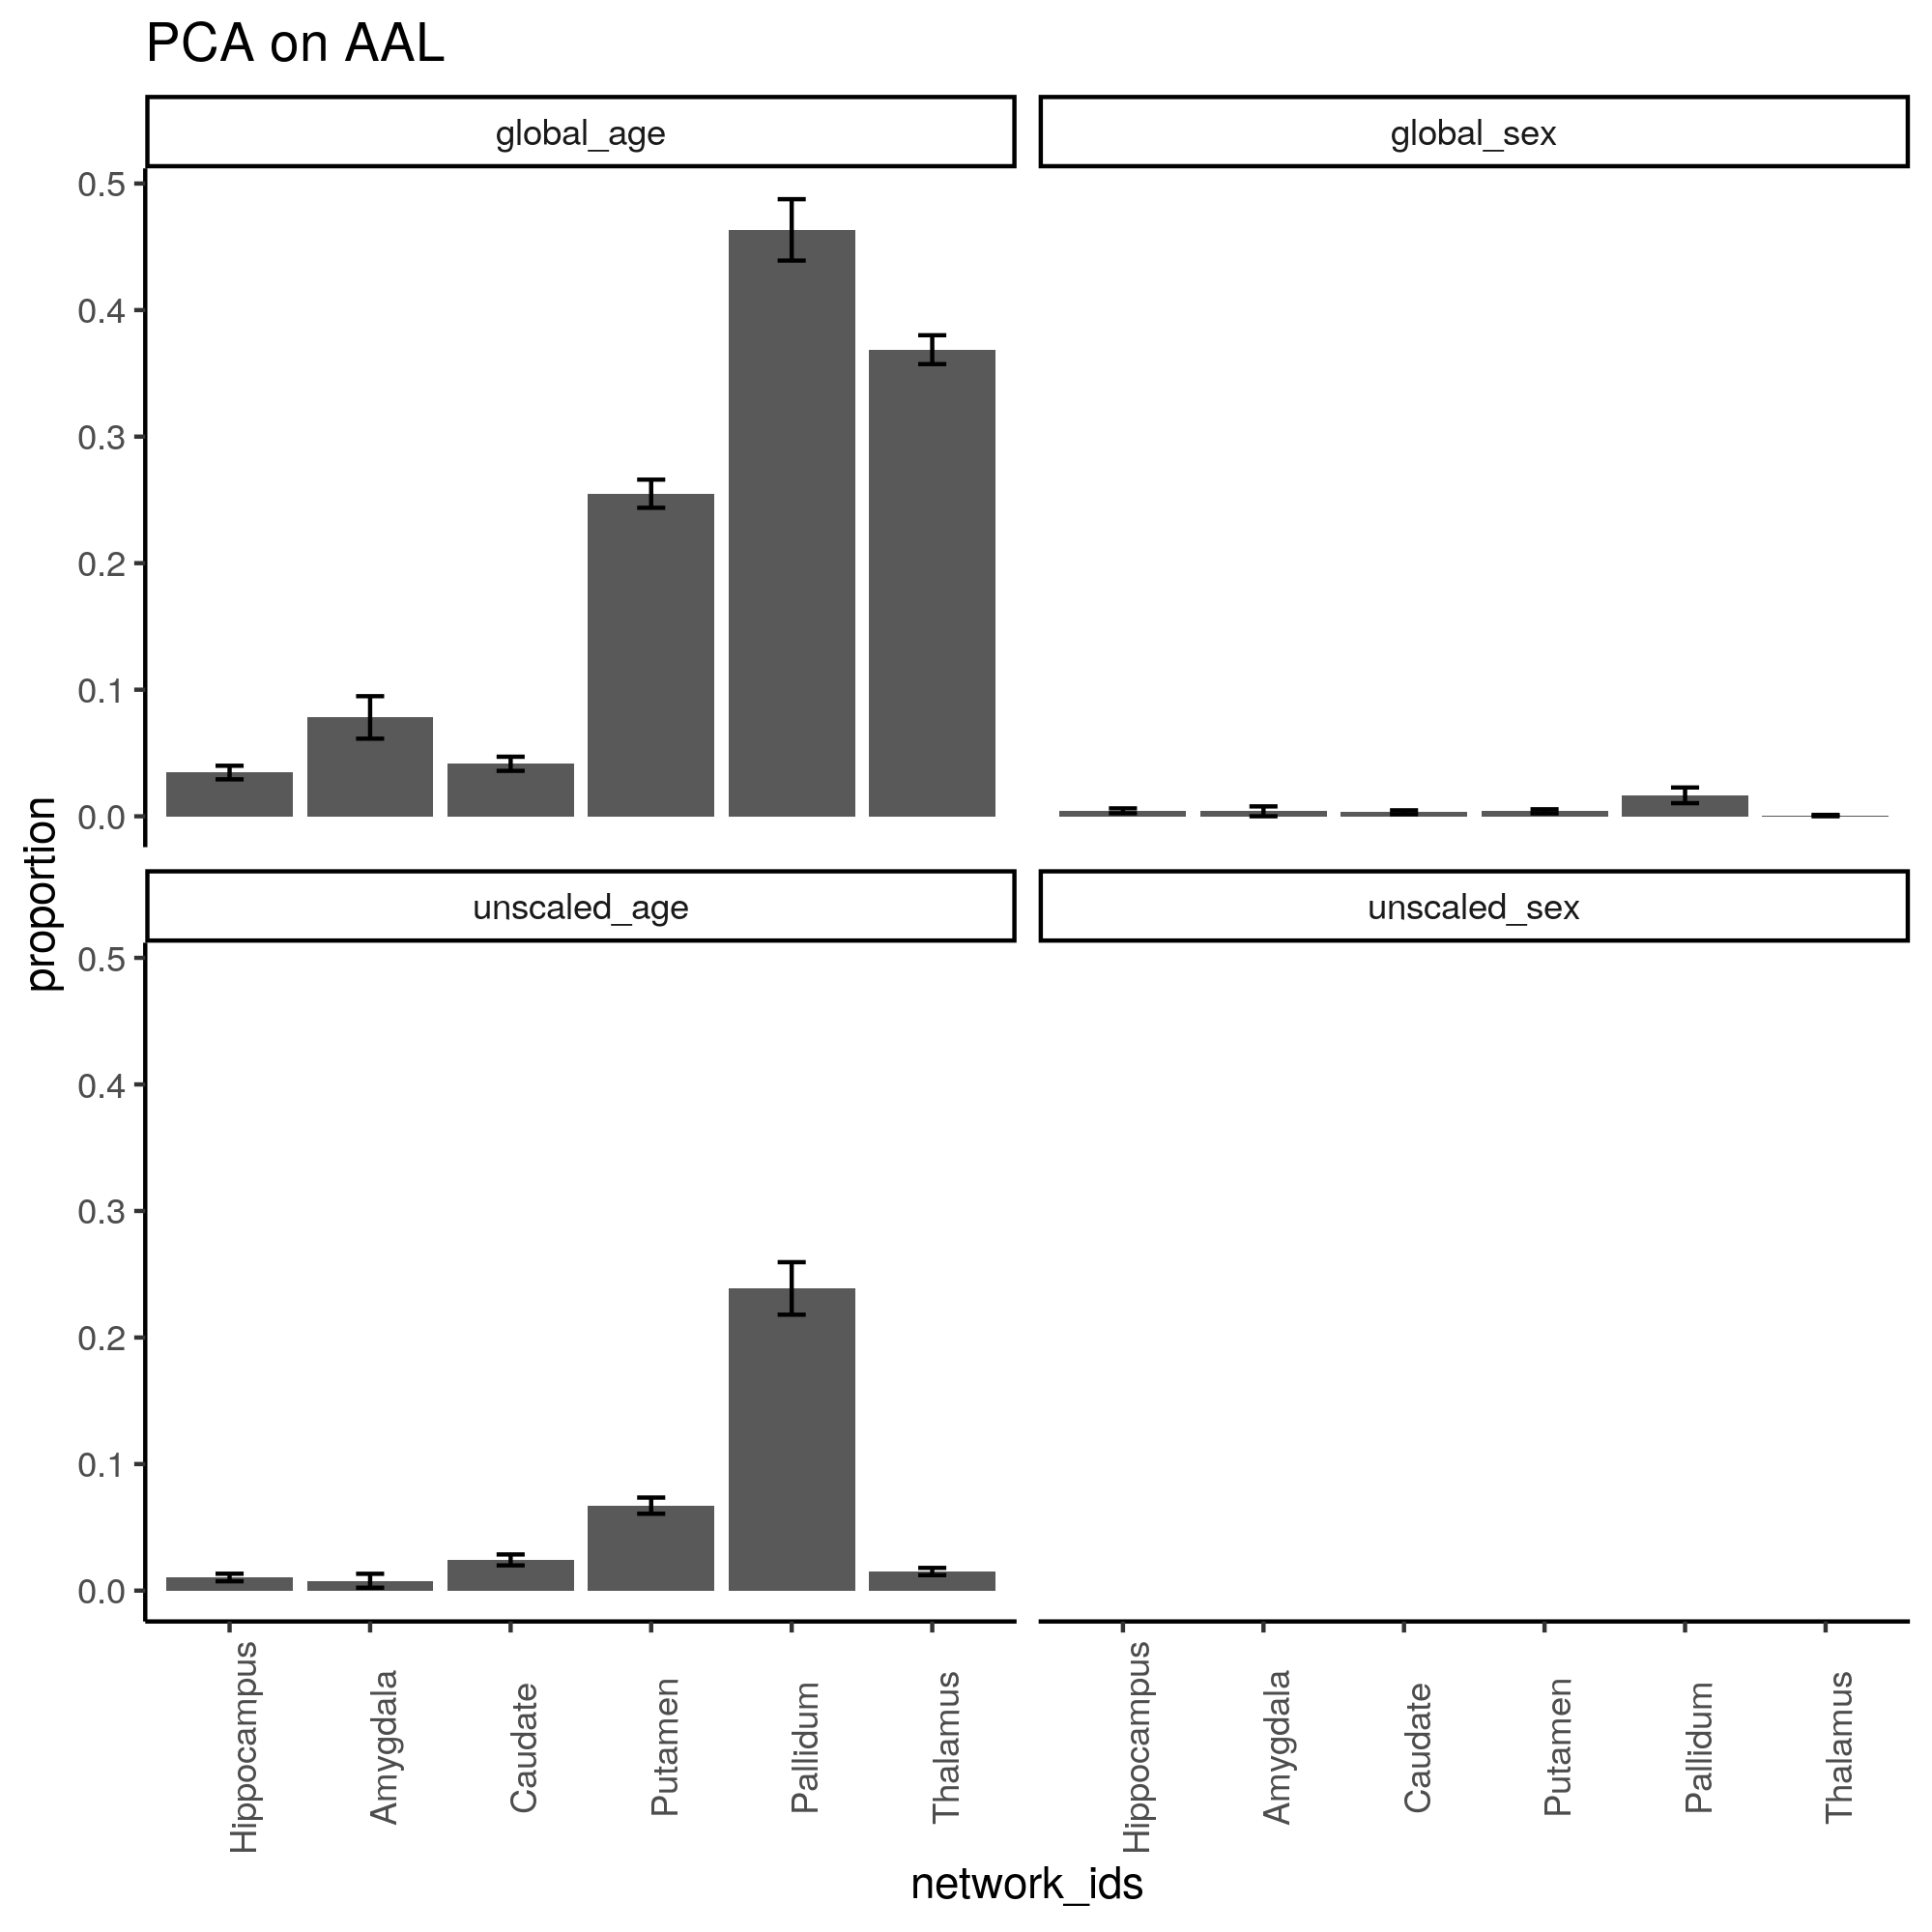 PCA on AAL
global_age
global_sex
0.5
0.4
0.3
0.2
0.1
0.0
proportion
unscaled_age
unscaled_sex
0.5
0.4
0.3
0.2
0.1
0.0
Hippocampus
Amygdala
Caudate
Putamen
Pallidum
Thalamus
Hippocampus
Amygdala
Caudate
Putamen
Pallidum
Thalamus
network_ids